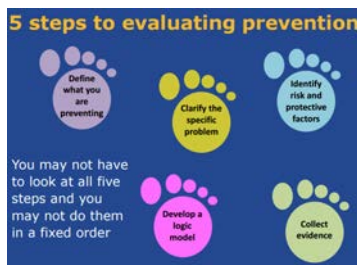 5 steps to evaluating prevention
Define
what you
are
preventing
Clarify the
specific
problem
Identify
risk and
protective
factors
You may not have
to look at all five
steps and you
may not do them
in a fixed order
Develop a
logic
model
Collect
evidence